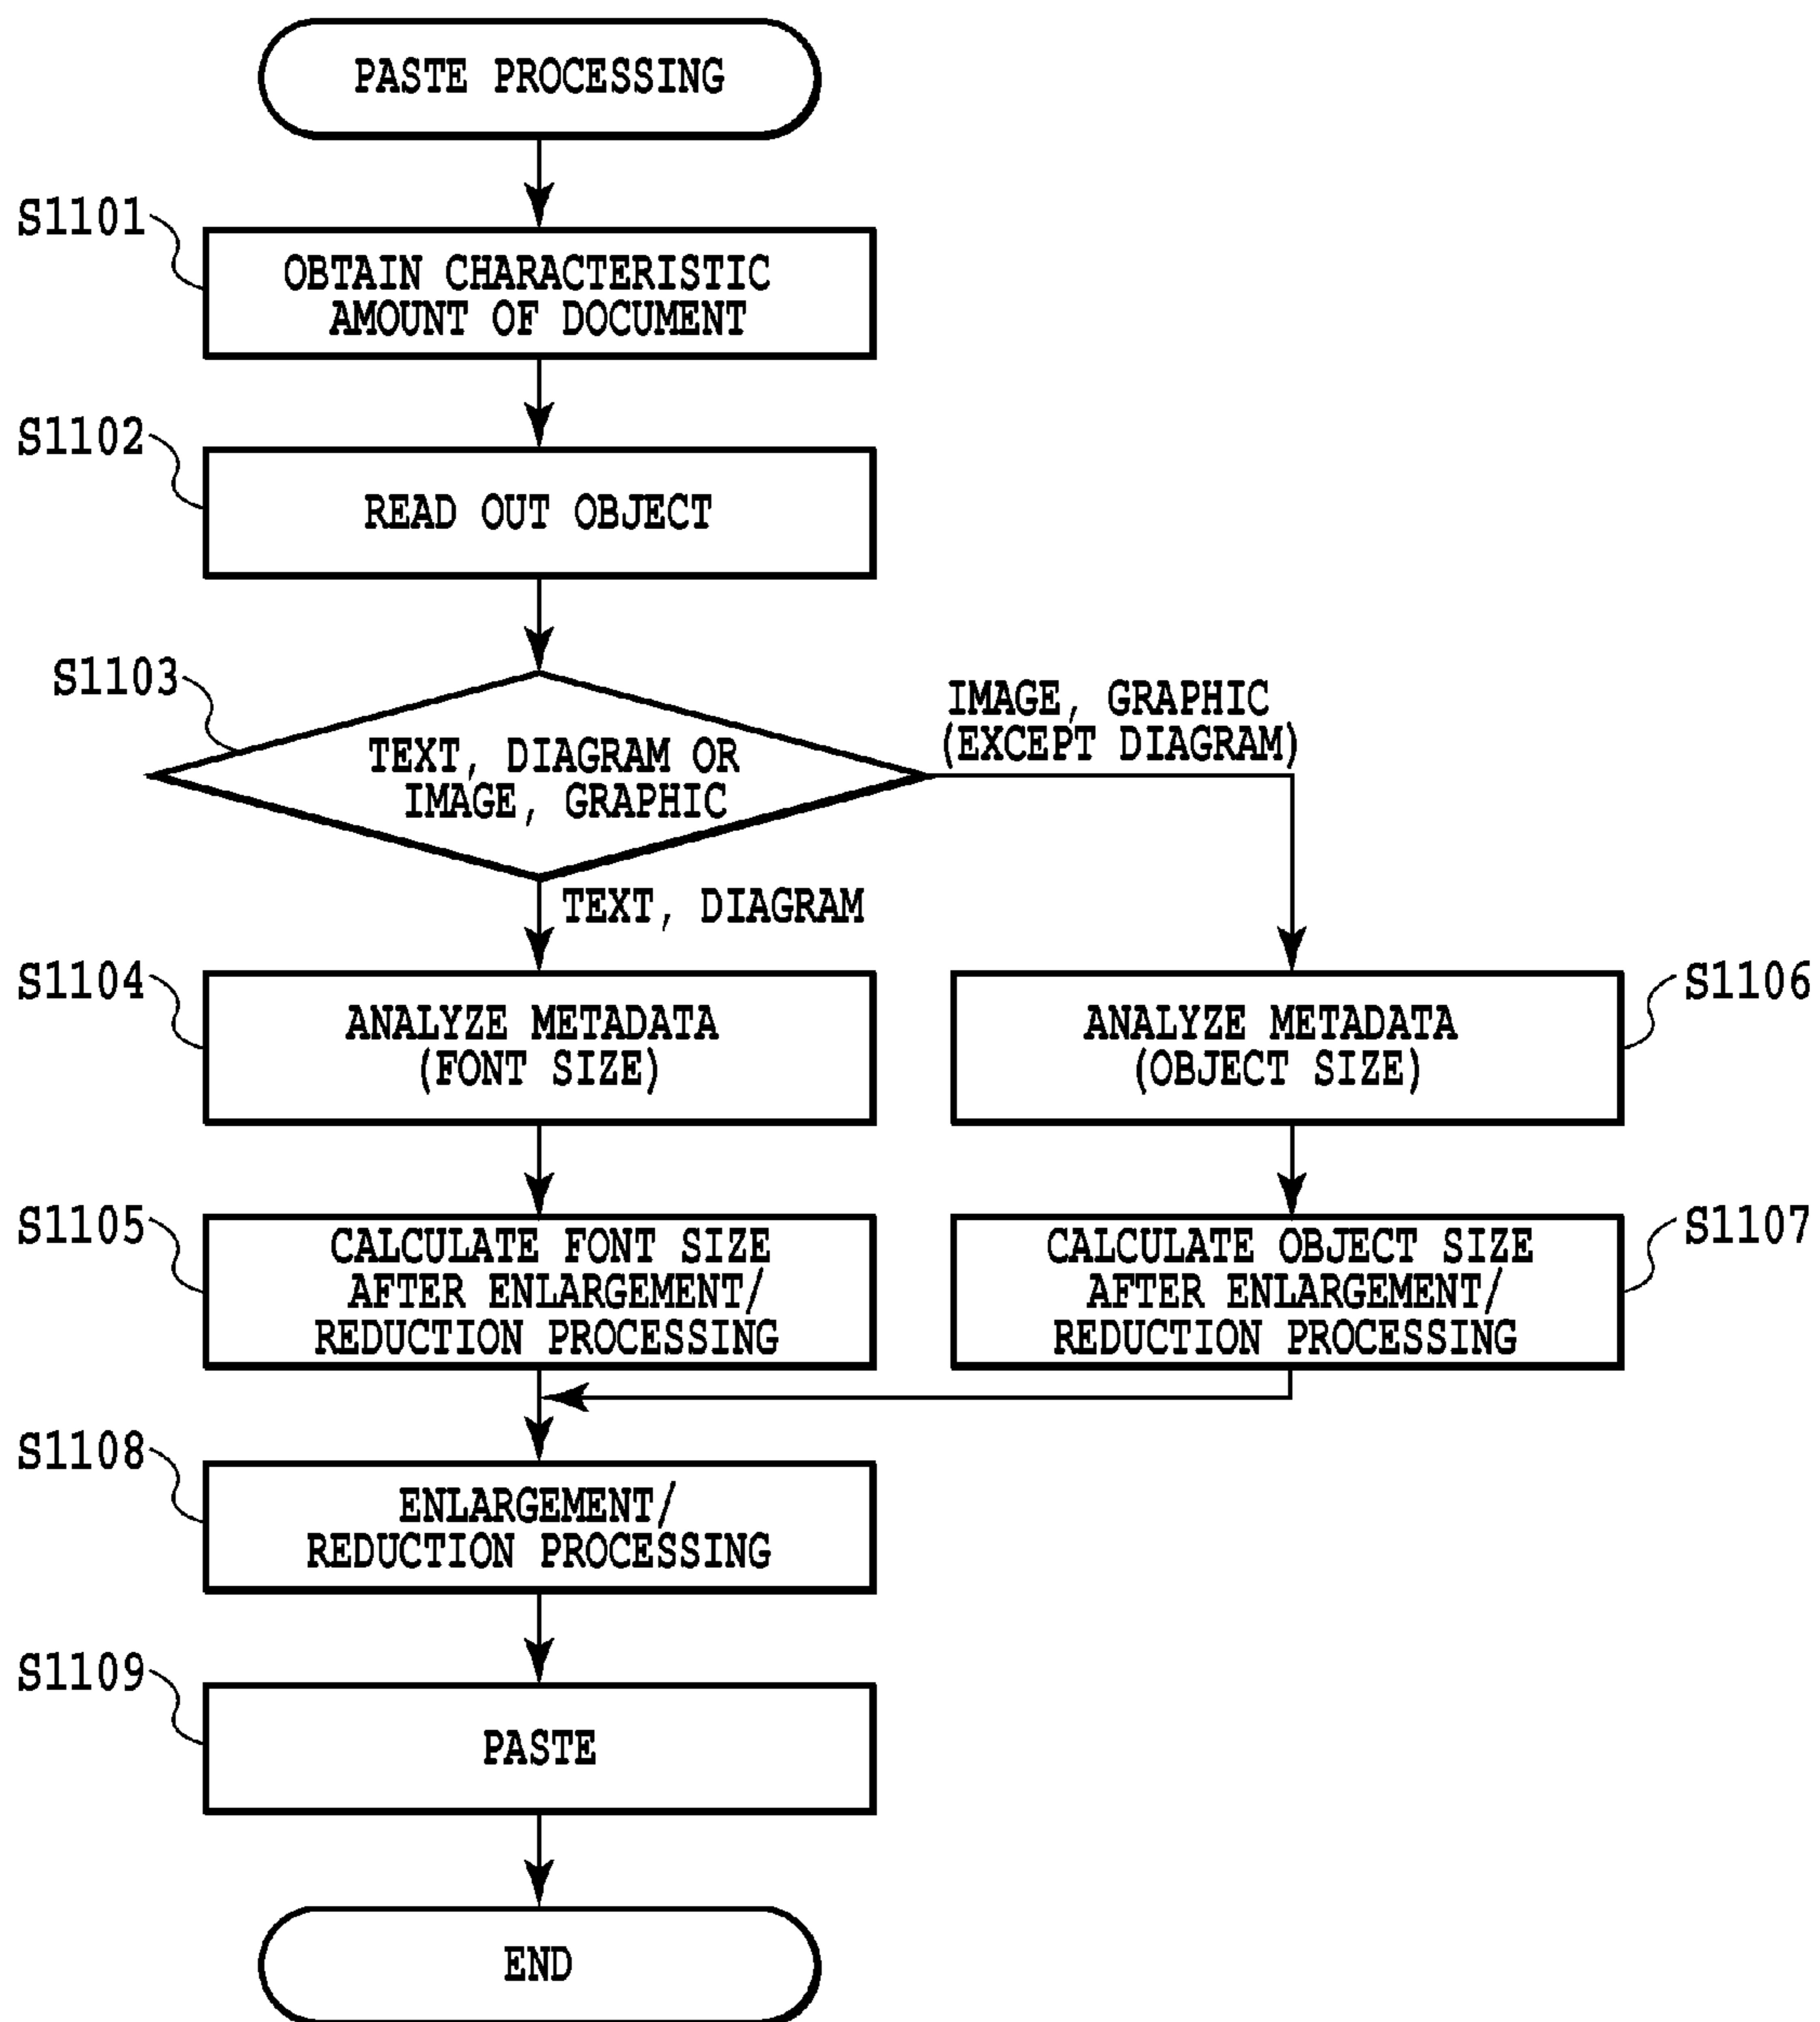 PASTE PROCESSING
S1101
OBTAIN CHARACTERISTIC
AMOUNT OF DOCUMENT
S1102
READ OUT OBJECT
S1103
TEXT, DIAGRAM OR
IMAGE, GRAPHIC
IMAGE, GRAPHIC
(EXCEPT DIAGRAM)
TEXT, DIAGRAM
S1104
ANALYZE METADATA
(FONT SIZE)
ANALYZE METADATA
(OBJECT SIZE)
S1106
S1105
CALCULATE FONT SIZE
AFTER ENLARGEMENT/
REDUCTION PROCESSING
CALCULATE OBJECT SIZE
AFTER ENLARGEMENT/
REDUCTION PROCESSING
S1107
S1108
ENLARGEMENT/
REDUCTION PROCESSING
S1109
PASTE
END